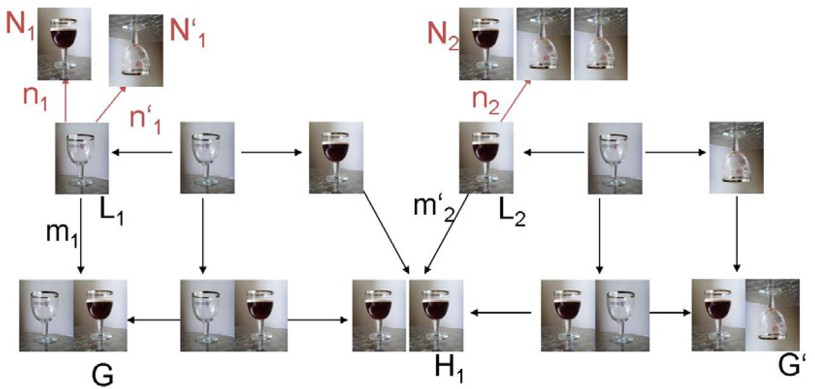 N1 N‘1 N2
n1 n‘1 n2
L1 m‘2 L2
m1
G H1 G‘